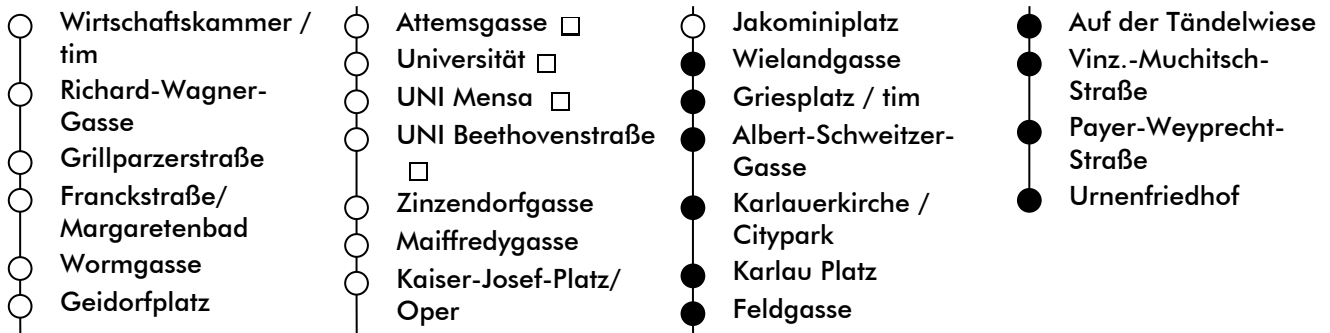 Wirtschaftskammer /
tim
Richard-Wagner-
Gasse
Grillparzerstraße
Franckstraße/
Margaretenbad
Wormgasse
Geidorfplatz
Attemsgasse
Universität
UNI Mensa
UNI Beethovenstraße
Zinzendorfgasse
Maiffredygasse
Kaiser-Josef-Platz/
Oper
Jakominiplatz
Wielandgasse
Griesplatz / tim
Albert-Schweitzer-
Gasse
Karlauerkirche /
Citypark
Karlau Platz
Feldgasse
Auf der Tändelwiese
Vinz.-Muchitsch-
Straße
Payer-Weyprecht-
Straße
Urnenfriedhof